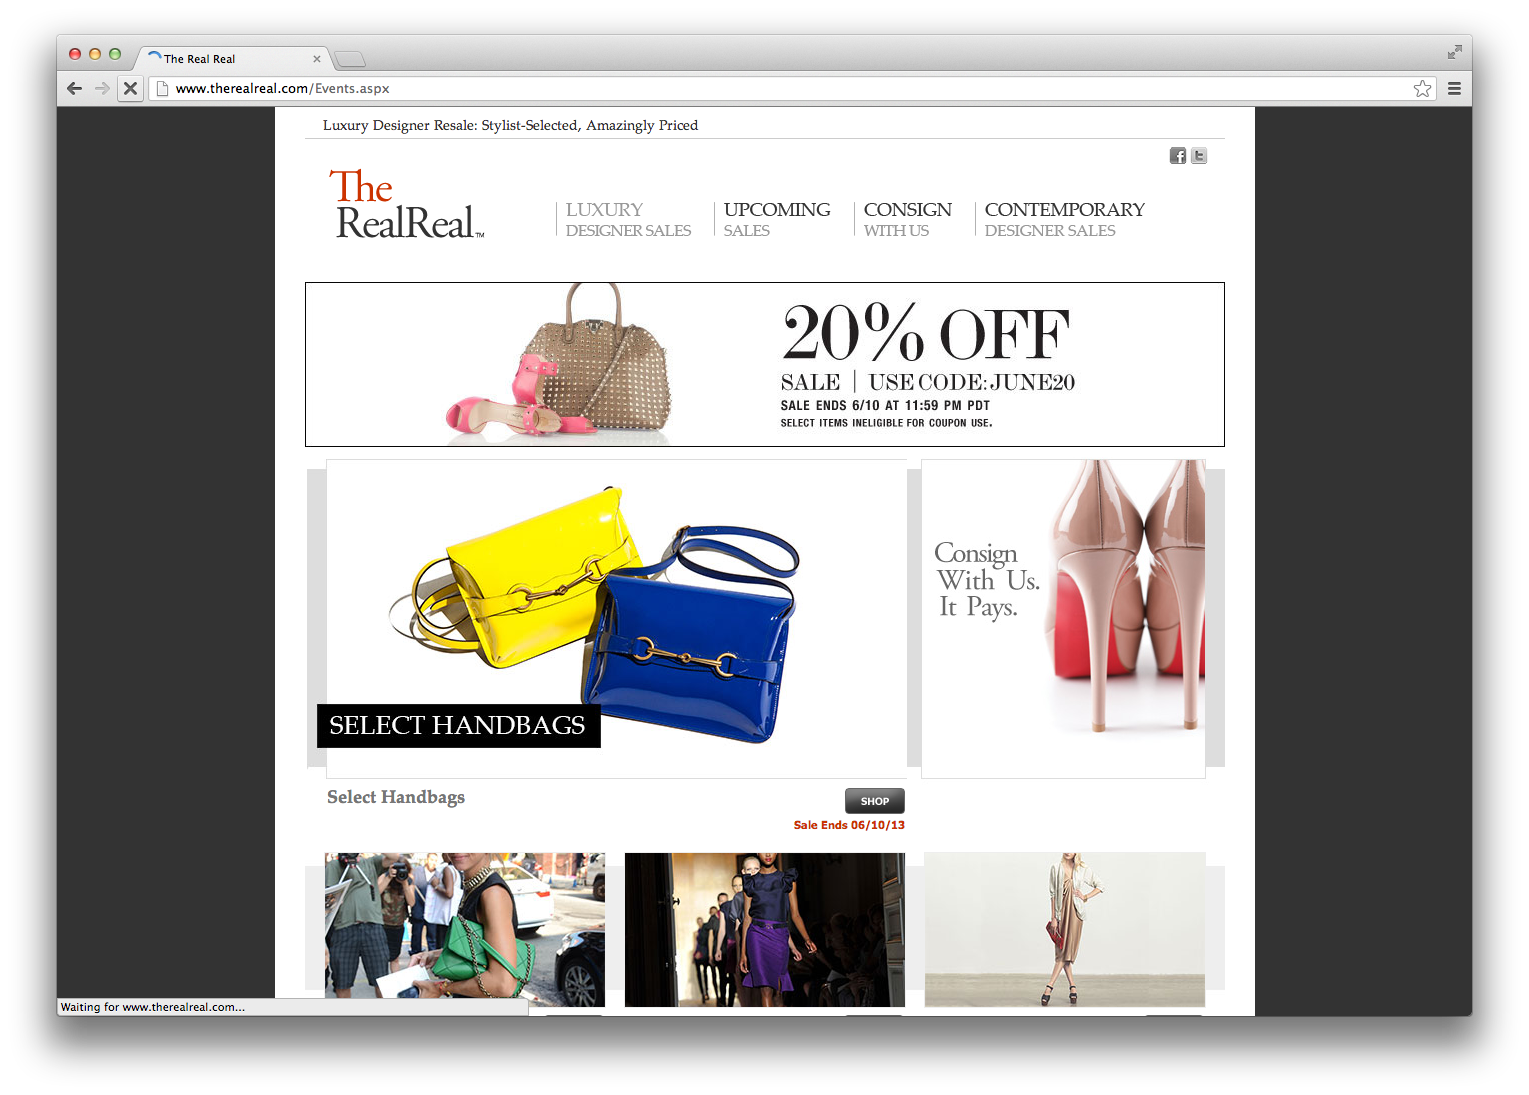 The Real Real
www.therealreal.com/Events.aspx
Luxury Designer Resale: Stylist-Selected, Amazingly Priced
f t
The
RealReal™
LUXURY
DESIGNER SALES
UPCOMING
SALES
CONSIGN
WITH US
CONTEMPORARY
DESIGNER SALES
20% OFF
SALE | USE CODE: JUNE20
SALE ENDS 6/10 AT 11:59 PM PDT
SELECT ITEMS INELIGIBLE FOR COUPON USE.
Consign
With Us.
It Pays.
SELECT HANDBAGS
Select Handbags
SHOP
Sale Ends 06/10/13
Waiting for www.therealreal.com...